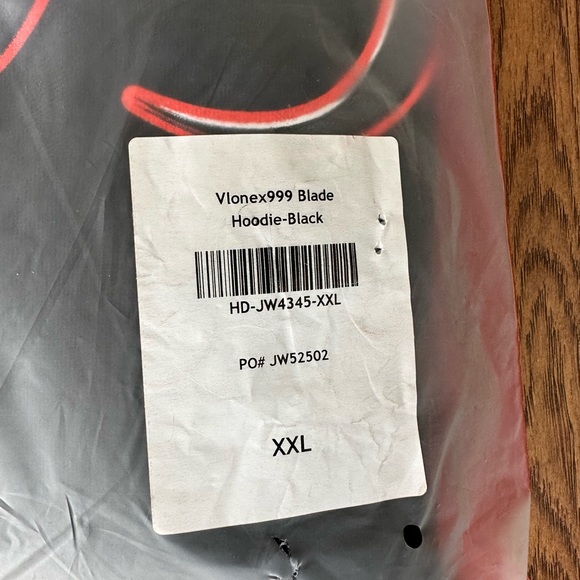 Vlonex999 Blade
Hoodie-Black
HD-JW4345-XXL
PO# JW52502
XXL